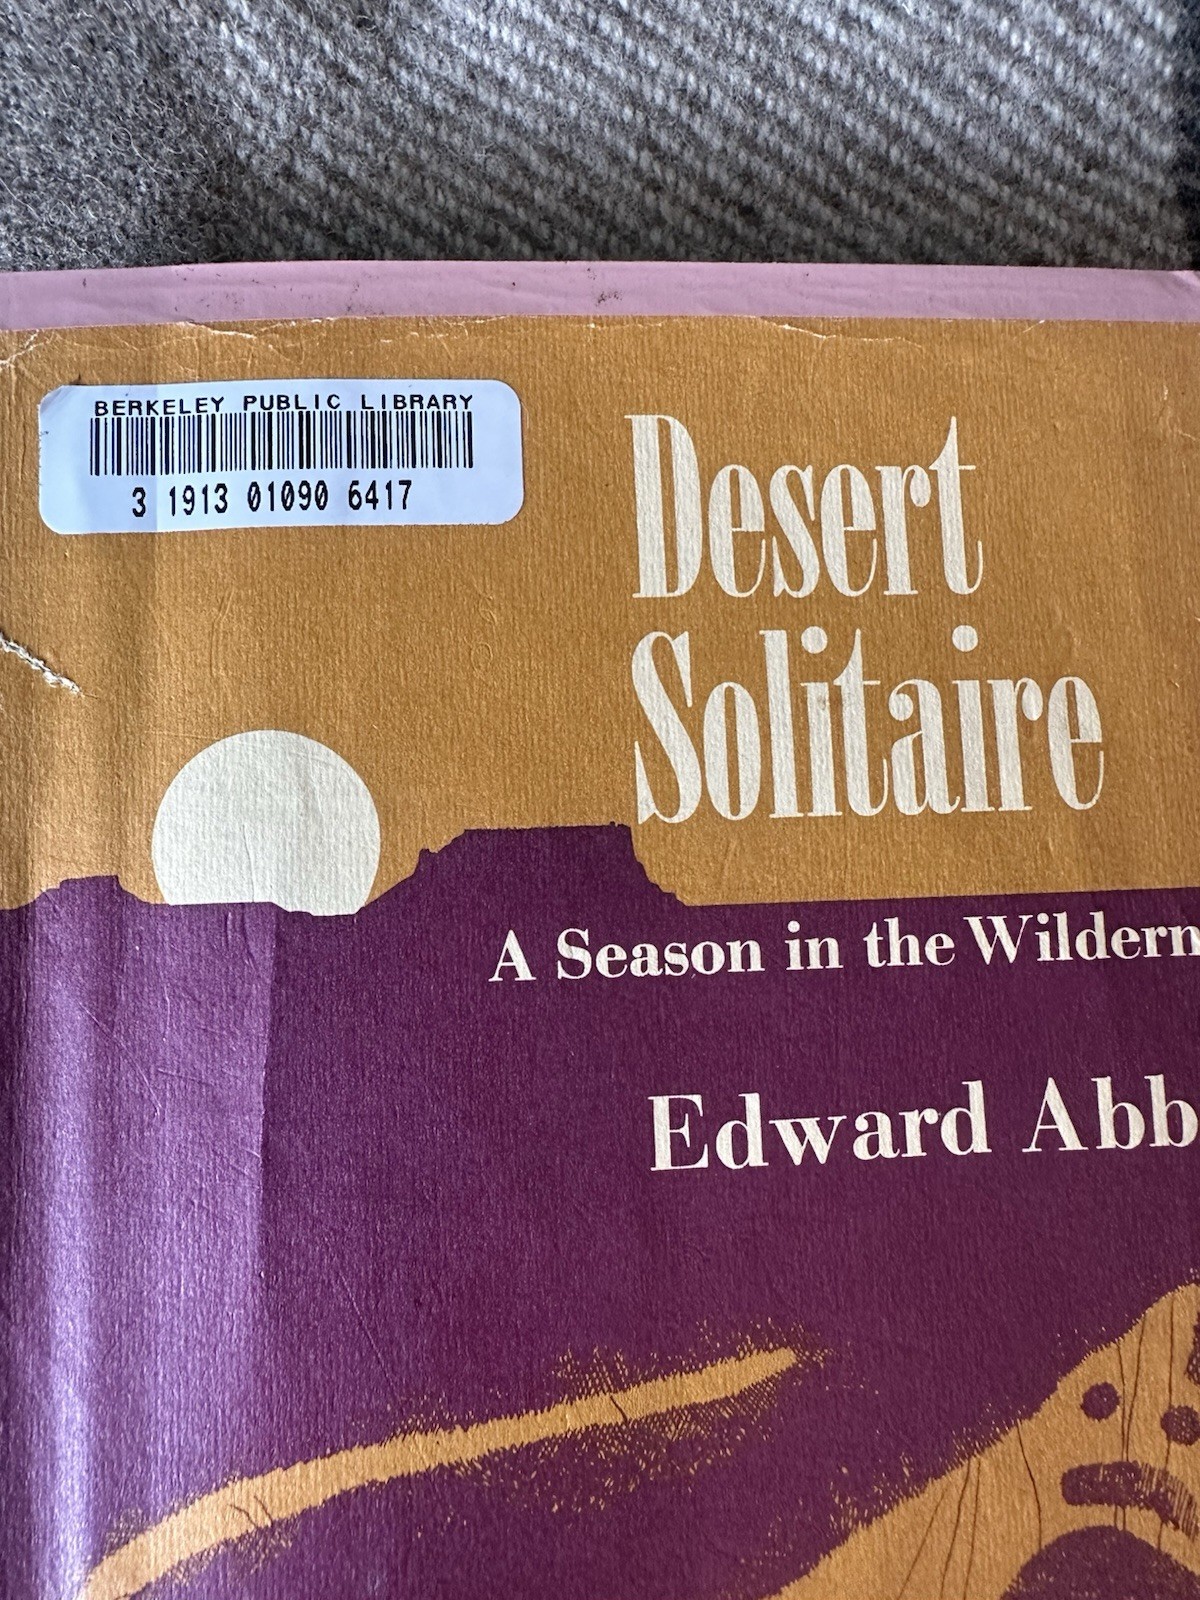 BERKELEY PUBLIC LIBRARY
3 1913 01090 6417
Desert
Solitaire
A Season in the Wildern
Edward Abb